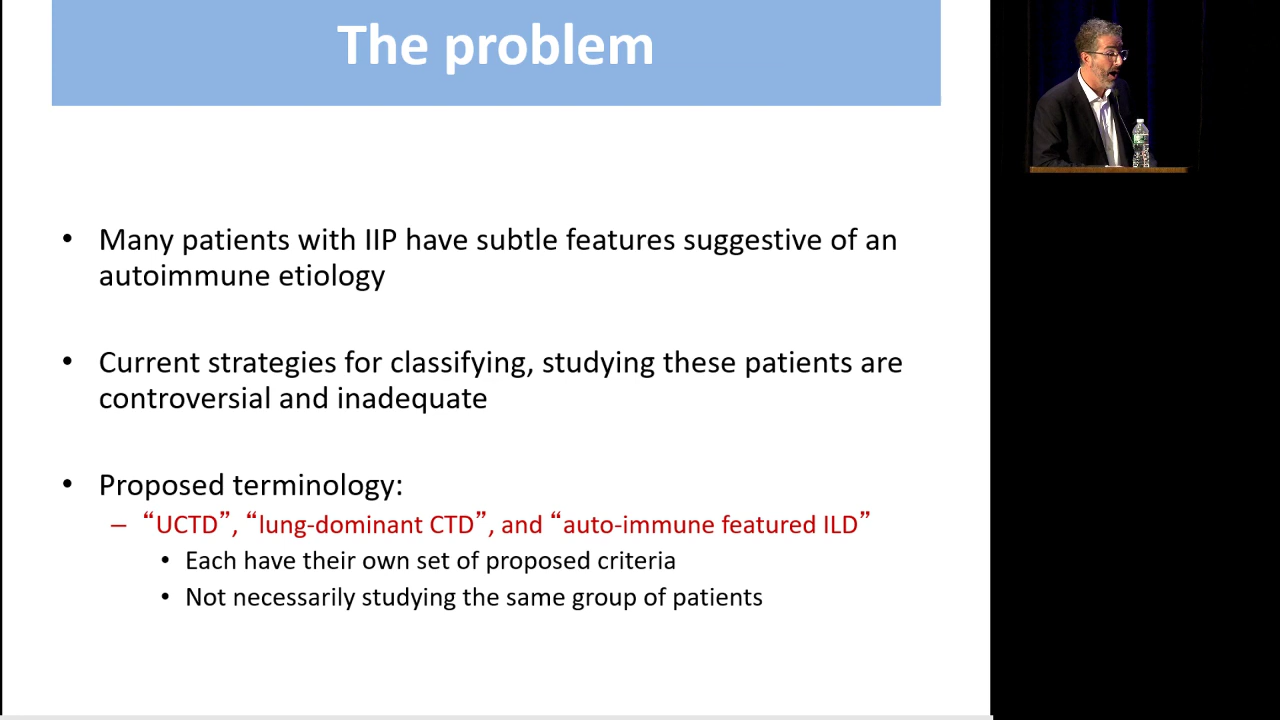 The problem
• Many patients with IIP have subtle features suggestive of an
autoimmune etiology
• Current strategies for classifying, studying these patients are
controversial and inadequate
• Proposed terminology:
– “UCTD”, “lung-dominant CTD”, and “auto-immune featured ILD”
• Each have their own set of proposed criteria
• Not necessarily studying the same group of patients